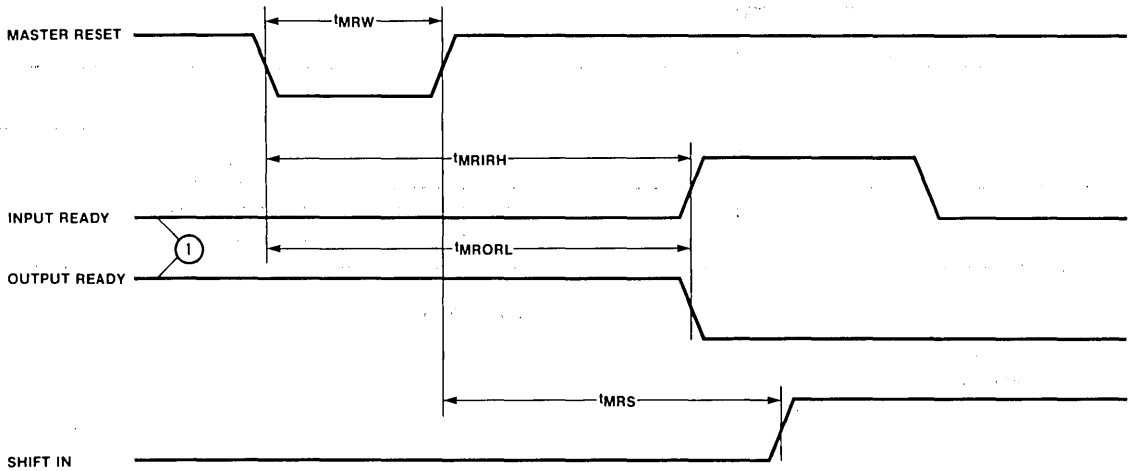 tMRW
MASTER RESET
tMRIRH
INPUT READY
1
tMRORL
OUTPUT READY
tMRS
SHIFT IN